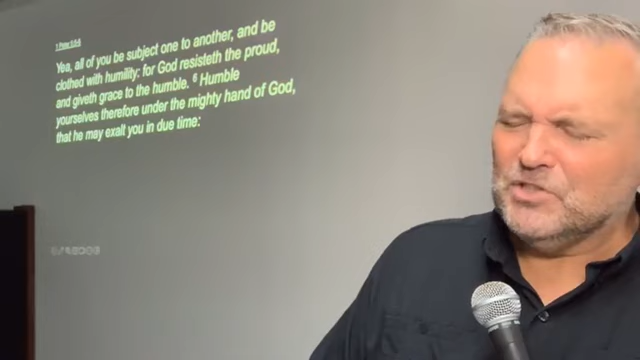 1 Peter 5:5-6
Yea, all of you be subject one to another, and be
clothed with humility: for God resisteth the proud,
and giveth grace to the humble. 6 Humble
yourselves therefore under the mighty hand of God,
that he may exalt you in due time: